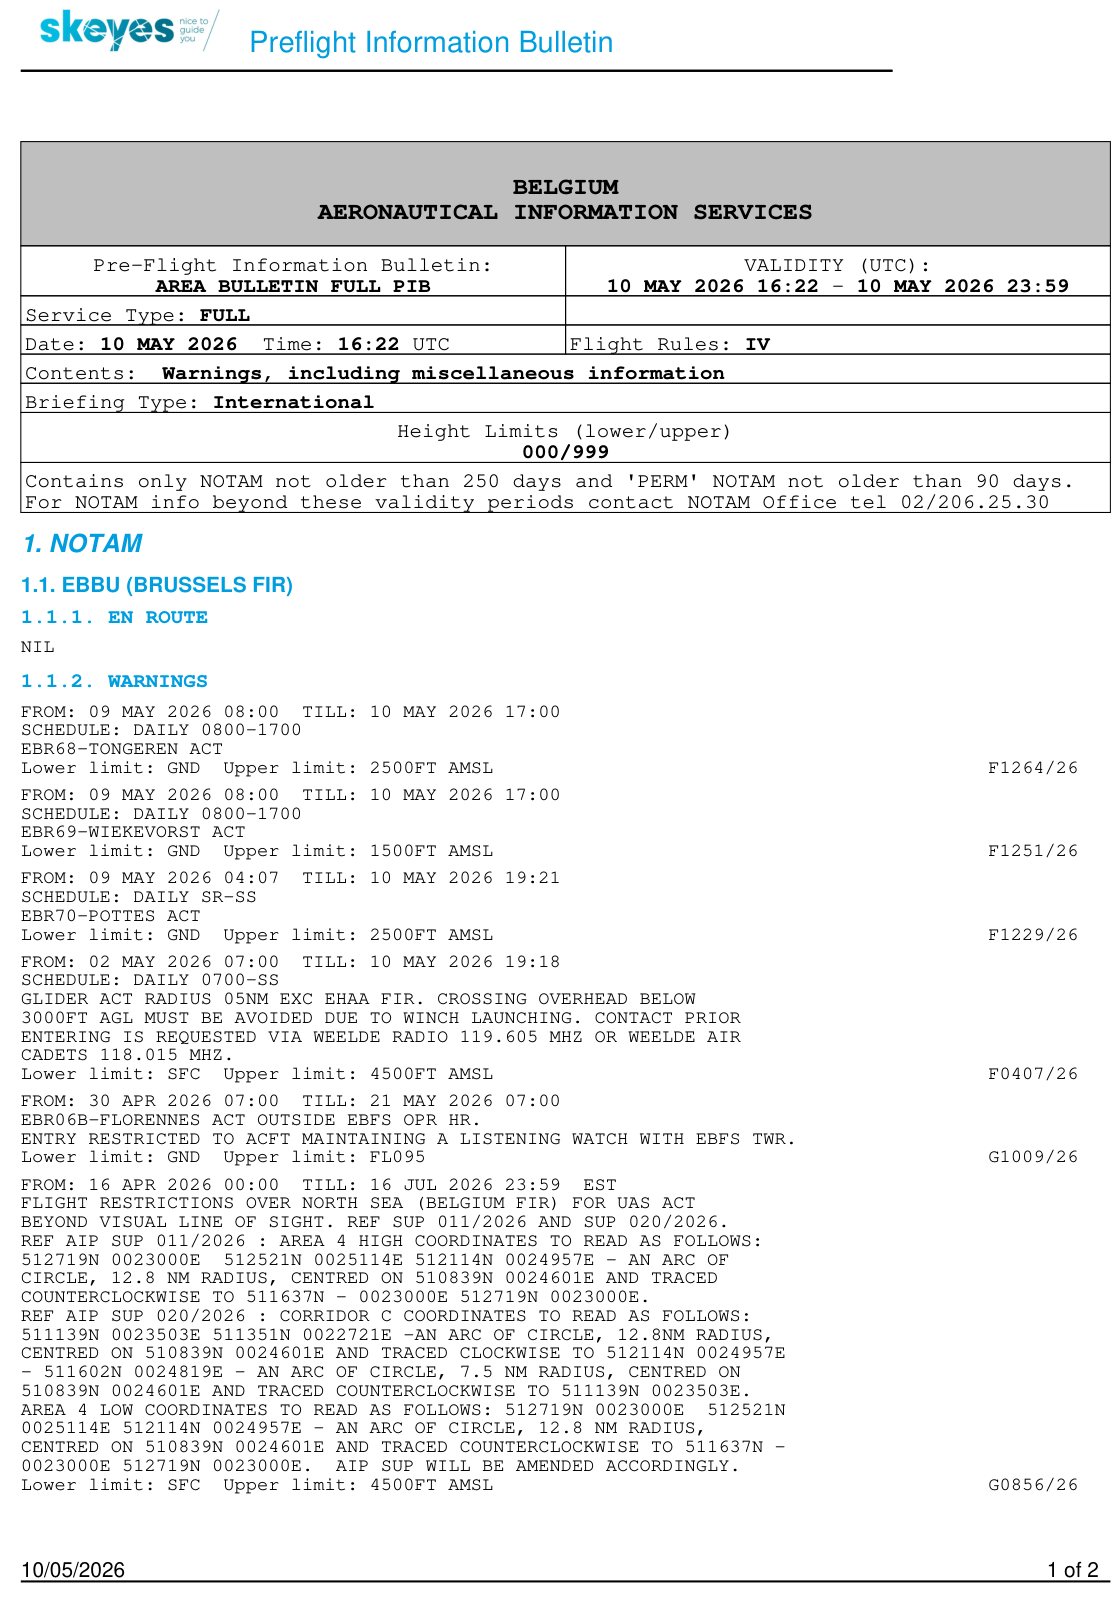 skeyes nice to guide you
Preflight Information Bulletin
BELGIUM
AERONAUTICAL INFORMATION SERVICES
Pre-Flight Information Bulletin:
AREA BULLETIN FULL PIB
VALIDITY (UTC):
10 MAY 2026 16:22 - 10 MAY 2026 23:59
Service Type: FULL
Date: 10 MAY 2026  Time: 16:22 UTC
Flight Rules: IV
Contents:  Warnings, including miscellaneous information
Briefing Type: International
Height Limits (lower/upper)
000/999
Contains only NOTAM not older than 250 days and 'PERM' NOTAM not older than 90 days.
For NOTAM info beyond these validity periods contact NOTAM Office tel 02/206.25.30
1. NOTAM
1.1. EBBU (BRUSSELS FIR)
1.1.1. EN ROUTE
NIL
1.1.2. WARNINGS
FROM: 09 MAY 2026 08:00  TILL: 10 MAY 2026 17:00
SCHEDULE: DAILY 0800-1700
EBR68-TONGEREN ACT
Lower limit: GND  Upper limit: 2500FT AMSL F1264/26
FROM: 09 MAY 2026 08:00  TILL: 10 MAY 2026 17:00
SCHEDULE: DAILY 0800-1700
EBR69-WIEKEVORST ACT
Lower limit: GND  Upper limit: 1500FT AMSL F1251/26
FROM: 09 MAY 2026 04:07  TILL: 10 MAY 2026 19:21
SCHEDULE: DAILY SR-SS
EBR70-POTTES ACT
Lower limit: GND  Upper limit: 2500FT AMSL F1229/26
FROM: 02 MAY 2026 07:00  TILL: 10 MAY 2026 19:18
SCHEDULE: DAILY 0700-SS
GLIDER ACT RADIUS 05NM EXC EHAA FIR. CROSSING OVERHEAD BELOW
3000FT AGL MUST BE AVOIDED DUE TO WINCH LAUNCHING. CONTACT PRIOR
ENTERING IS REQUESTED VIA WEELDE RADIO 119.605 MHZ OR WEELDE AIR
CADETS 118.015 MHZ.
Lower limit: SFC  Upper limit: 4500FT AMSL F0407/26
FROM: 30 APR 2026 07:00  TILL: 21 MAY 2026 07:00
EBR06B-FLORENNES ACT OUTSIDE EBFS OPR HR.
ENTRY RESTRICTED TO ACFT MAINTAINING A LISTENING WATCH WITH EBFS TWR.
Lower limit: GND  Upper limit: FL095 G1009/26
FROM: 16 APR 2026 00:00  TILL: 16 JUL 2026 23:59  EST
FLIGHT RESTRICTIONS OVER NORTH SEA (BELGIUM FIR) FOR UAS ACT
BEYOND VISUAL LINE OF SIGHT. REF SUP 011/2026 AND SUP 020/2026.
REF AIP SUP 011/2026 : AREA 4 HIGH COORDINATES TO READ AS FOLLOWS:
512719N 0023000E  512521N 0025114E 512114N 0024957E - AN ARC OF
CIRCLE, 12.8 NM RADIUS, CENTRED ON 510839N 0024601E AND TRACED
COUNTERCLOCKWISE TO 511637N - 0023000E 512719N 0023000E.
REF AIP SUP 020/2026 : CORRIDOR C COORDINATES TO READ AS FOLLOWS:
511139N 0023503E 511351N 0022721E -AN ARC OF CIRCLE, 12.8NM RADIUS,
CENTRED ON 510839N 0024601E AND TRACED CLOCKWISE TO 512114N 0024957E
- 511602N 0024819E - AN ARC OF CIRCLE, 7.5 NM RADIUS, CENTRED ON
510839N 0024601E AND TRACED COUNTERCLOCKWISE TO 511139N 0023503E.
AREA 4 LOW COORDINATES TO READ AS FOLLOWS: 512719N 0023000E  512521N
0025114E 512114N 0024957E - AN ARC OF CIRCLE, 12.8 NM RADIUS,
CENTRED ON 510839N 0024601E AND TRACED COUNTERCLOCKWISE TO 511637N -
0023000E 512719N 0023000E.  AIP SUP WILL BE AMENDED ACCORDINGLY.
Lower limit: SFC  Upper limit: 4500FT AMSL G0856/26
10/05/2026 1 of 2